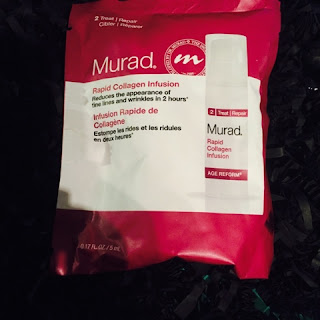 2 Treat | Repair
Cibler | Réparer
Murad.
m
Rapid Collagen Infusion
Reduces the appearance of
fine lines and wrinkles in 2 hours*
Infusion Rapide de
Collagène
Estompe les rides et les ridules
en deux heures*
0.17 FL. OZ. / 5 mL
2 Treat | Repair
Murad.
Rapid
Collagen
Infusion
AGE REFORM®